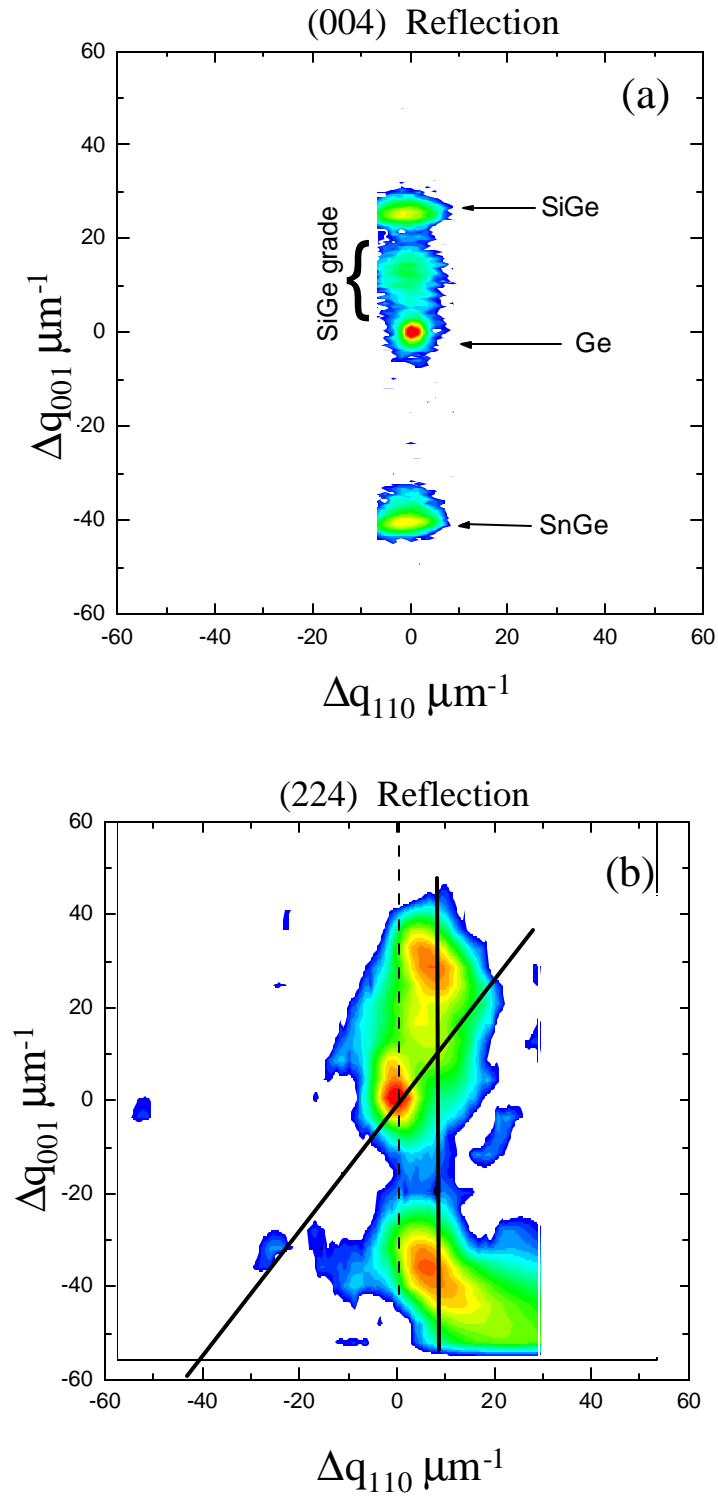 (004) Reflection
(a)
60
40
20
0
-20
-40
-60
Δq001 μm-1
SiGe grade
{
SiGe
Ge
SnGe
-60 -40 -20 0 20 40 60
Δq110 μm-1
(224) Reflection
(b)
60
40
20
0
-20
-40
-60
Δq001 μm-1
-60 -40 -20 0 20 40 60
Δq110 μm-1